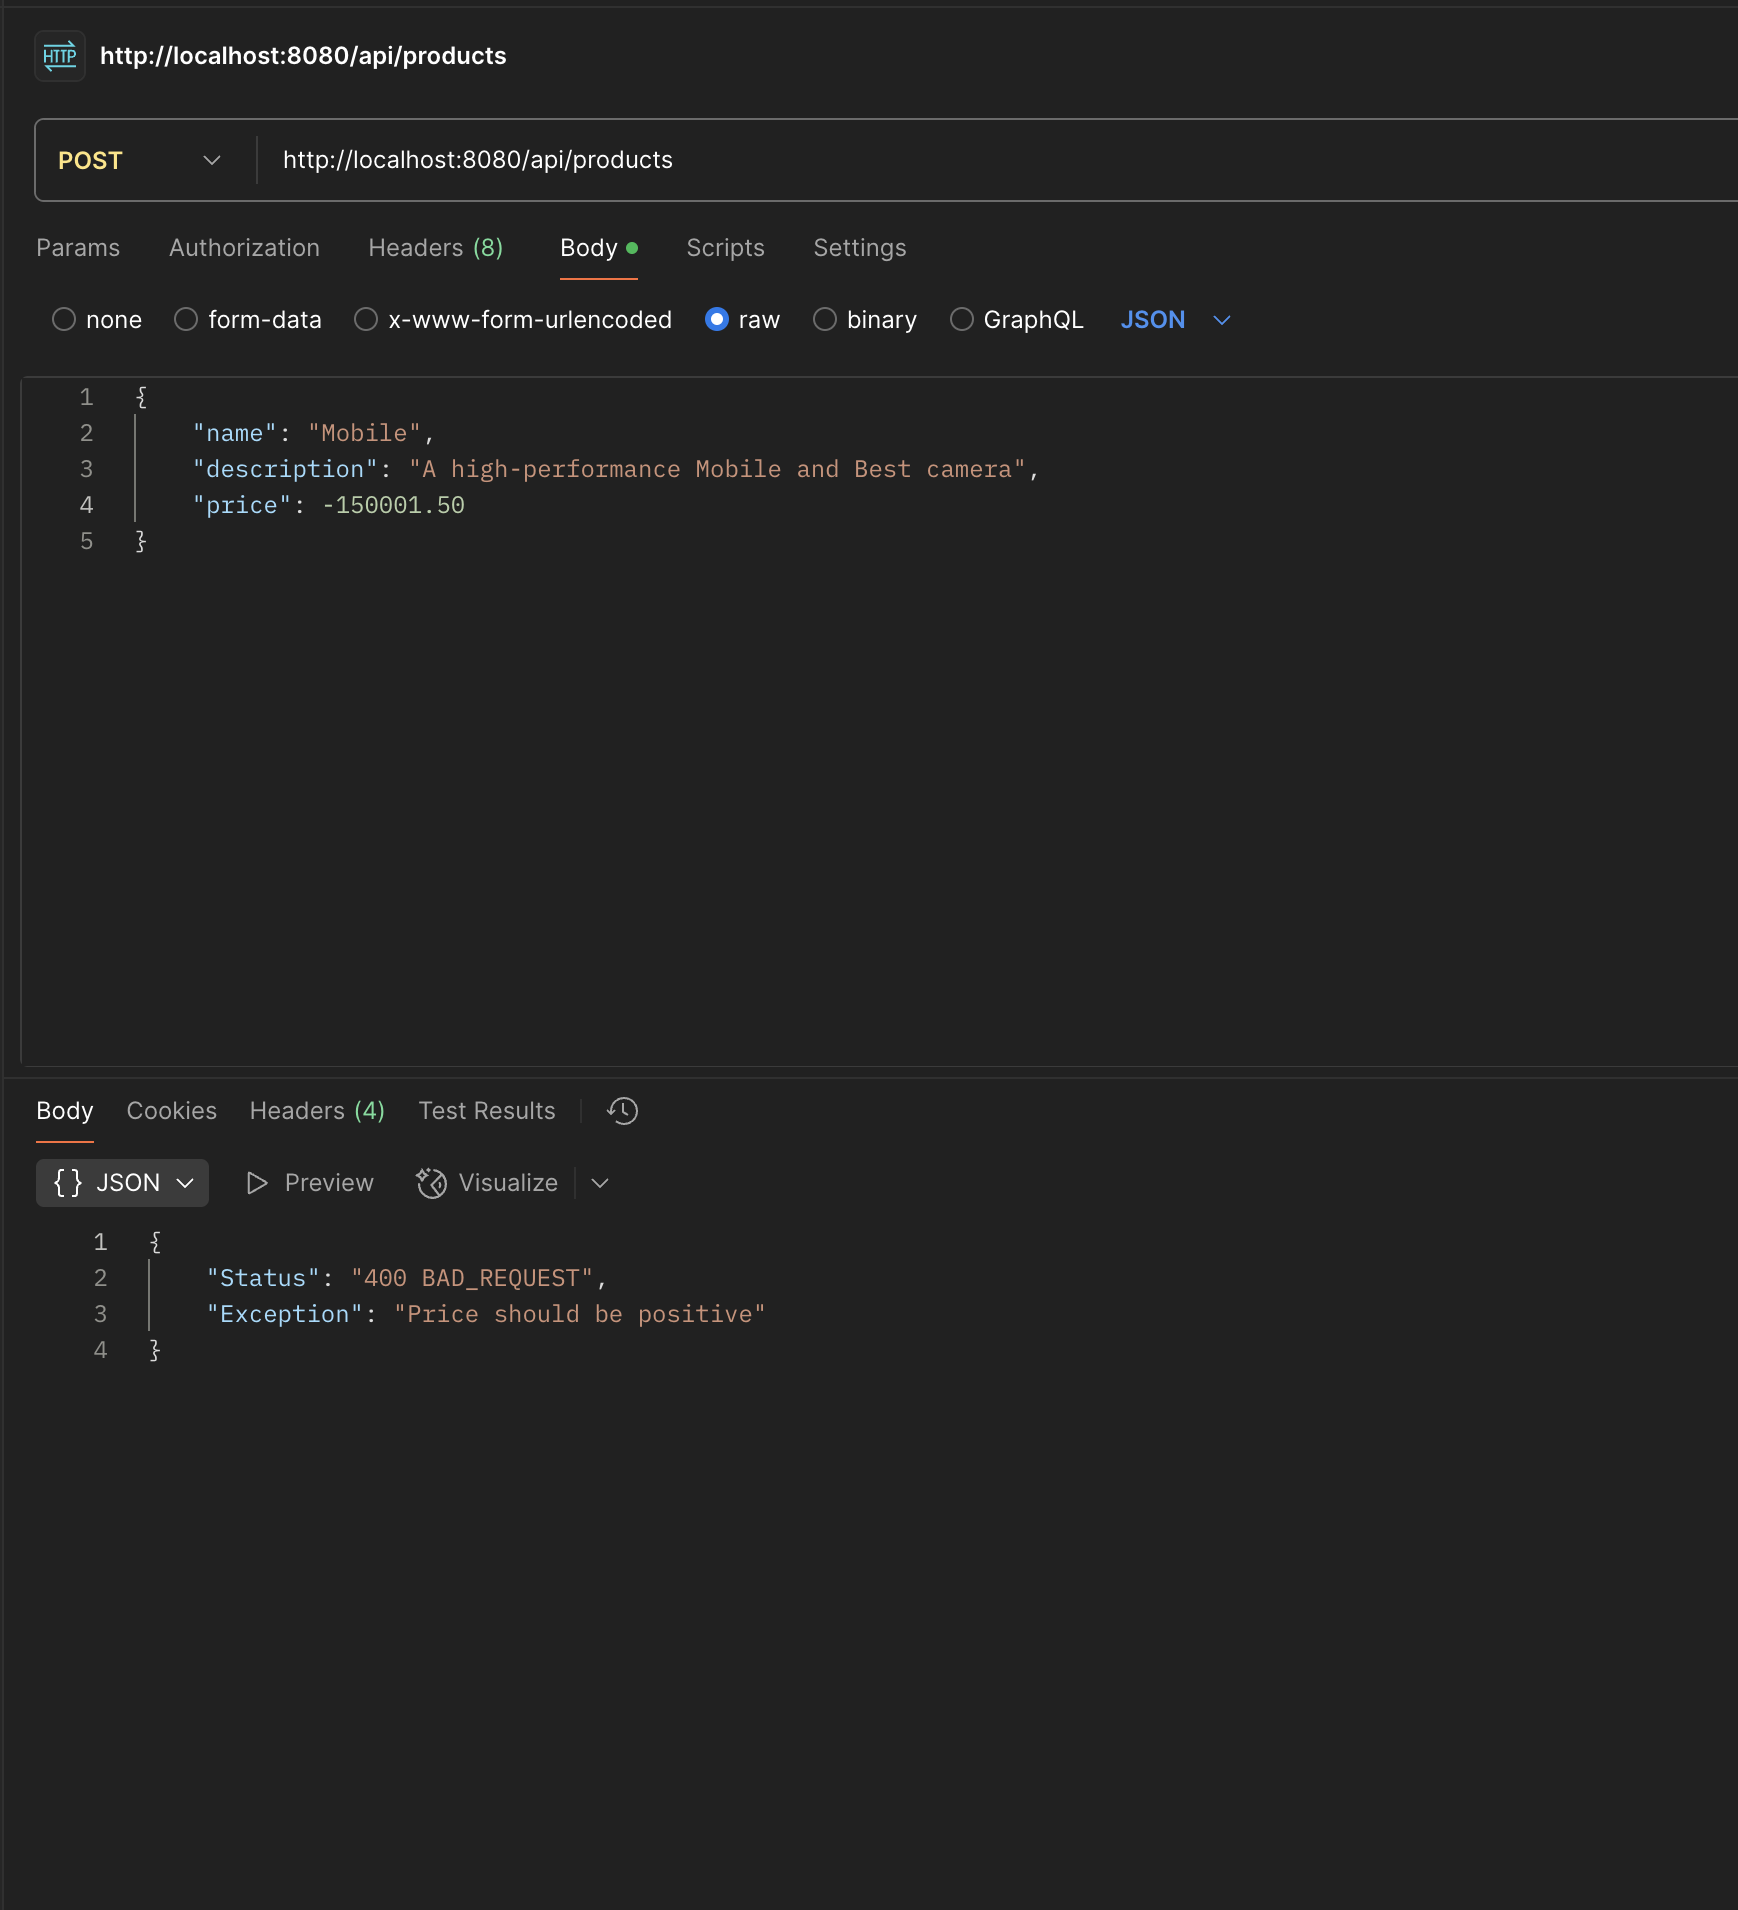 HTTP http://localhost:8080/api/products
POST http://localhost:8080/api/products
Params Authorization Headers (8) Body Scripts Settings
none form-data x-www-form-urlencoded raw binary GraphQL JSON
1 {
2 "name": "Mobile",
3 "description": "A high-performance Mobile and Best camera",
4 "price": -150001.50
5 }
Body Cookies Headers (4) Test Results
{} JSON Preview Visualize
1 {
2 "Status": "400 BAD_REQUEST",
3 "Exception": "Price should be positive"
4 }